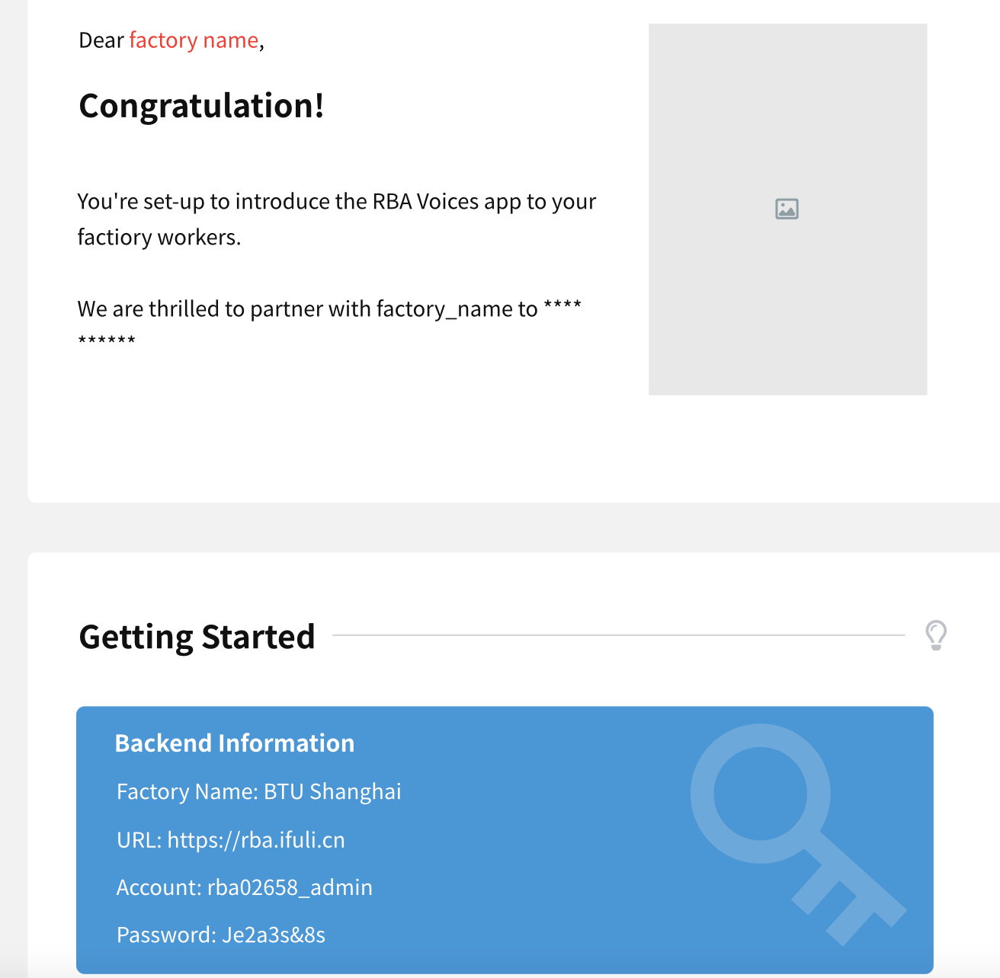 Dear factory name,
Congratulation!
You're set-up to introduce the RBA Voices app to your
factiory workers.
We are thrilled to partner with factory_name to ****
******
Getting Started
Backend Information
Factory Name: BTU Shanghai
URL: https://rba.ifuli.cn
Account: rba02658_admin
Password: Je2a3s&8s